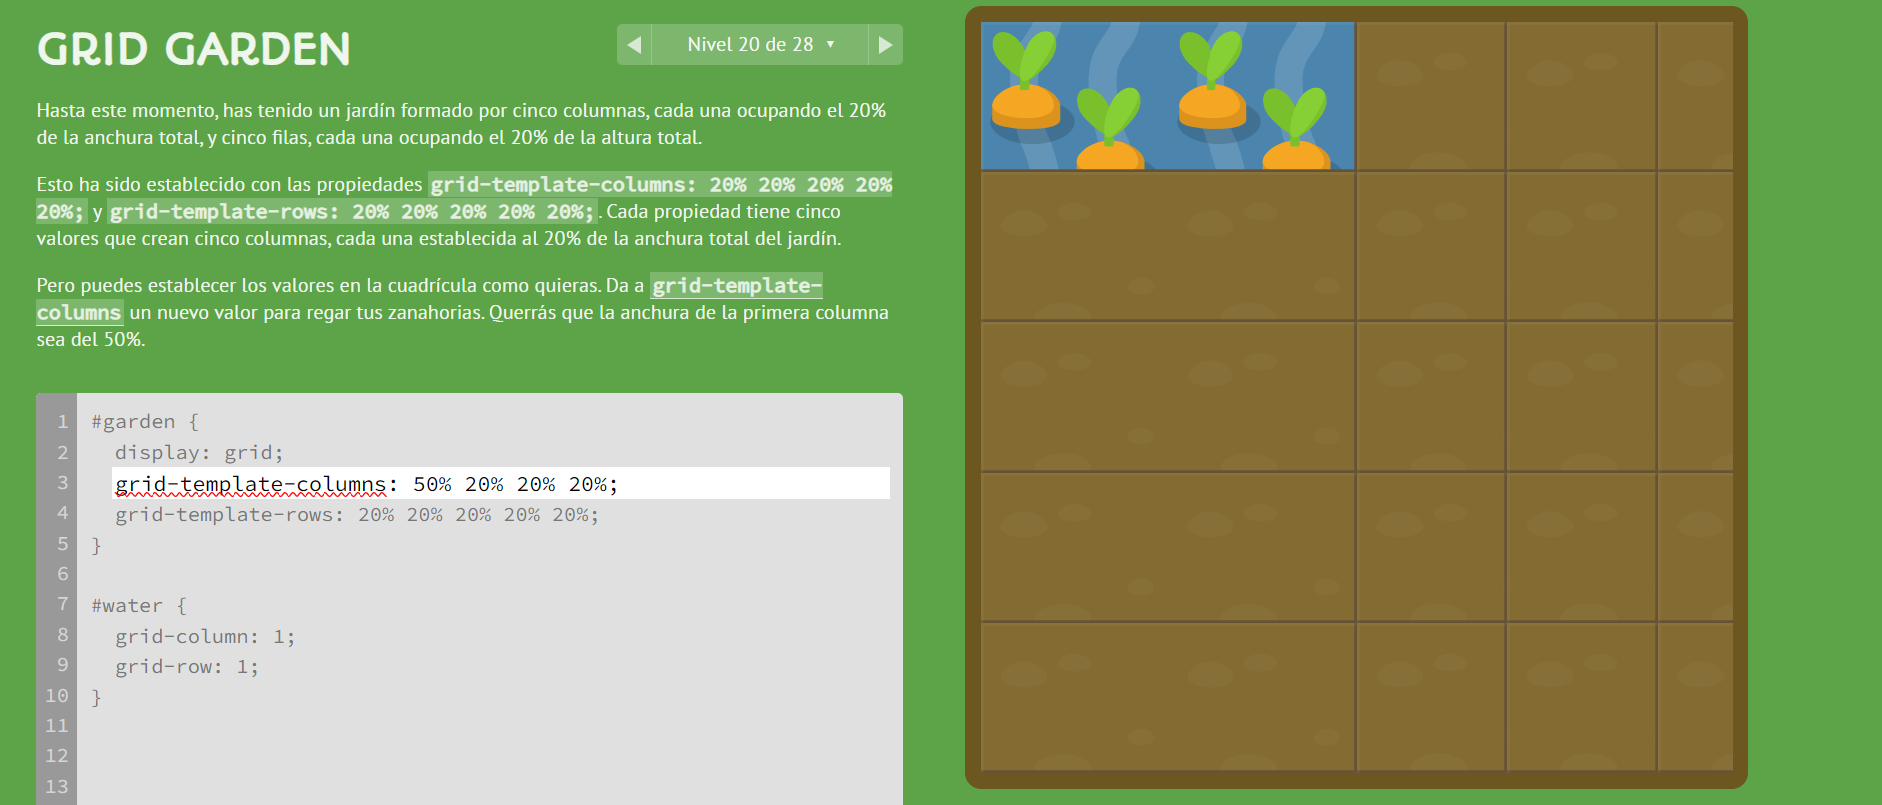 GRID GARDEN
Nivel 20 de 28 ▼
Hasta este momento, has tenido un jardín formado por cinco columnas, cada una ocupando el 20%
de la anchura total, y cinco filas, cada una ocupando el 20% de la altura total.
Esto ha sido establecido con las propiedades grid-template-columns: 20% 20% 20% 20%
20%; y grid-template-rows: 20% 20% 20% 20% 20%;. Cada propiedad tiene cinco
valores que crean cinco columnas, cada una establecida al 20% de la anchura total del jardín.
Pero puedes establecer los valores en la cuadrícula como quieras. Da a grid-template-
columns un nuevo valor para regar tus zanahorias. Querrás que la anchura de la primera columna
sea del 50%.
1 #garden {
2 display: grid;
3 grid-template-columns: 50% 20% 20% 20%;
4 grid-template-rows: 20% 20% 20% 20% 20%;
5 }
6
7 #water {
8 grid-column: 1;
9 grid-row: 1;
10 }
11
12
13